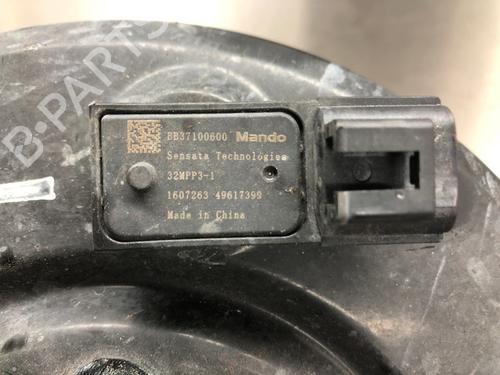 BB37100600 Mando
Sensata Technologies
32MPP3-1
1607263 49617399
Made in China
B-PARTS